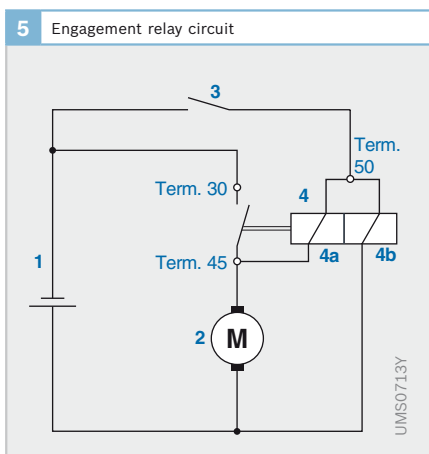 5 Engagement relay circuit
3
Term.
50
Term. 30
4
1
Term. 45
4a
4b
2
M
UMS0713Y